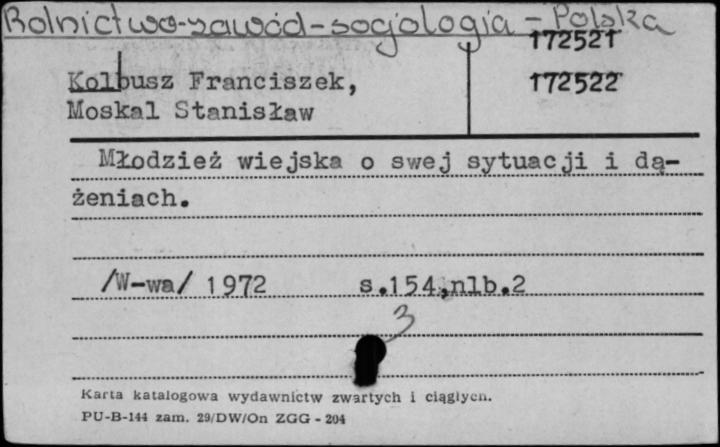 Rolnictwo-zawód-socjologia - Polska
172521
Kolbusz Franciszek,
172522
Moskal Stanisław
Młodzież wiejska o swej sytuacji i dą-
żeniach.
/W-wa/ 1972 s.154,nlb.2
3
Karta katalogowa wydawnictw zwartych i ciągłych.
PU-B-144 zam. 29/DW/On ZGG - 204